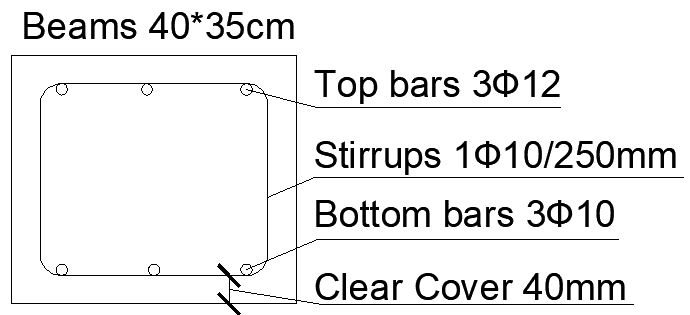 Beams 40*35cm
Top bars 3Φ12
Stirrups 1Φ10/250mm
Bottom bars 3Φ10
Clear Cover 40mm